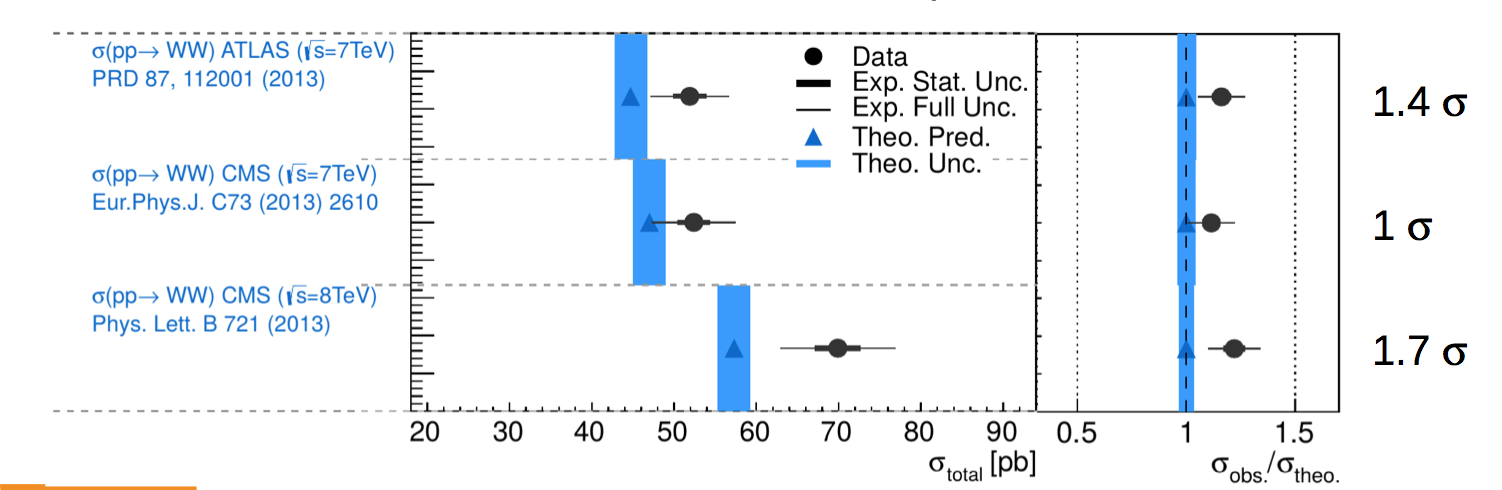 σ(pp→ WW) ATLAS (√s=7TeV)
PRD 87, 112001 (2013)
σ(pp→ WW) CMS (√s=7TeV)
Eur.Phys.J. C73 (2013) 2610
σ(pp→ WW) CMS (√s=8TeV)
Phys. Lett. B 721 (2013)
Data
Exp. Stat. Unc.
Exp. Full Unc.
Theo. Pred.
Theo. Unc.
1.4 σ
1 σ
1.7 σ
20 30 40 50 60 70 80 90
σtotal [pb]
0.5 1 1.5
σobs./σtheo.